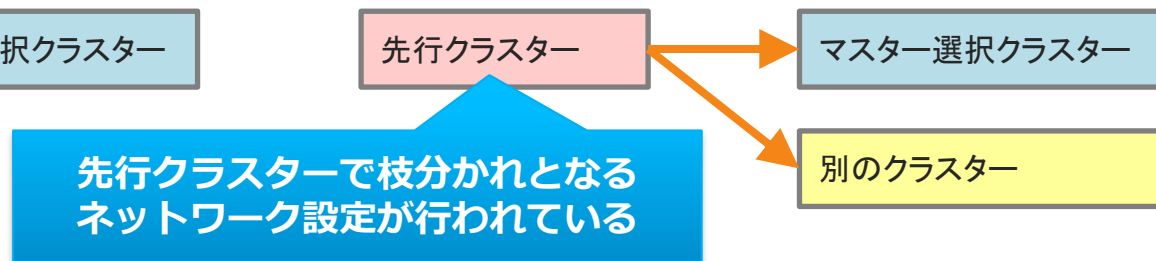 択クラスター
先行クラスター
マスター選択クラスター
別のクラスター
先行クラスターで枝分かれとなる
ネットワーク設定が行われている